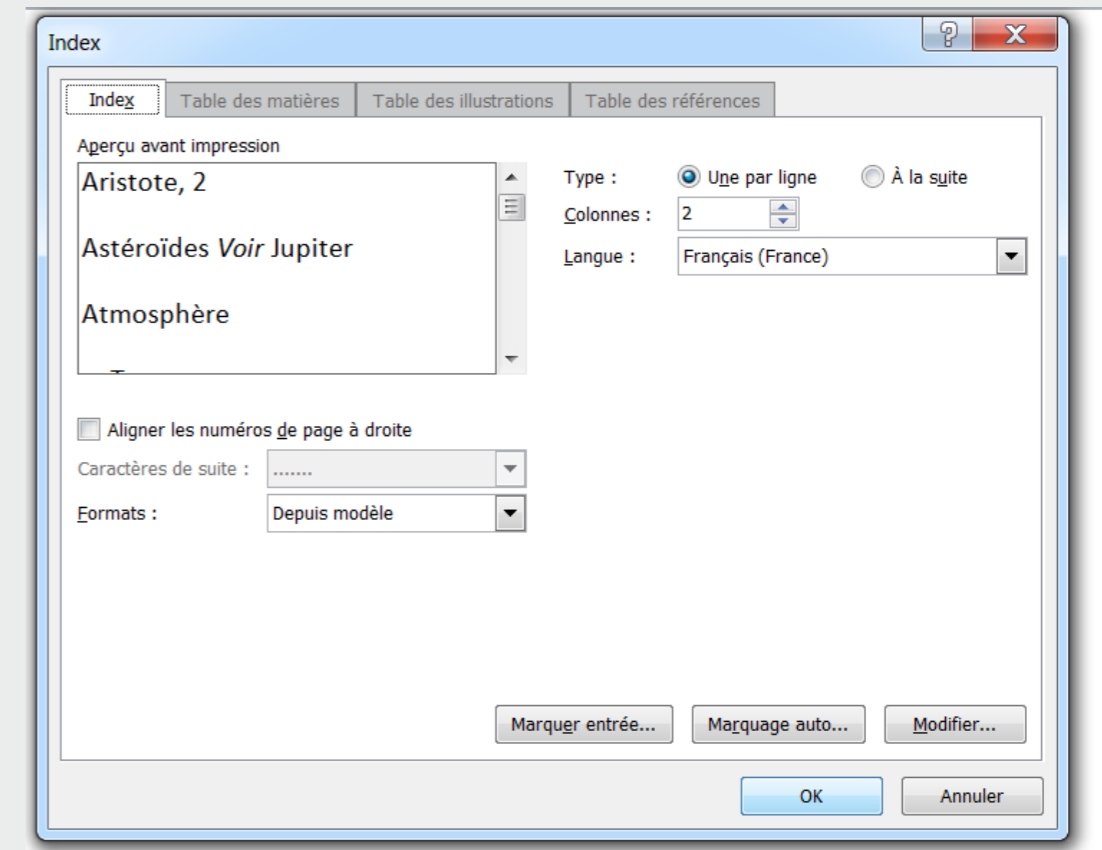 Index
Index
Table des matières
Table des illustrations
Table des références
Aperçu avant impression
Aristote, 2
Astéroïdes Voir Jupiter
Atmosphère
Type :
Une par ligne
À la suite
Colonnes :
2
Langue :
Français (France)
Aligner les numéros de page à droite
Caractères de suite :
.......
Formats :
Depuis modèle
Marquer entrée...
Marquage auto...
Modifier...
OK
Annuler